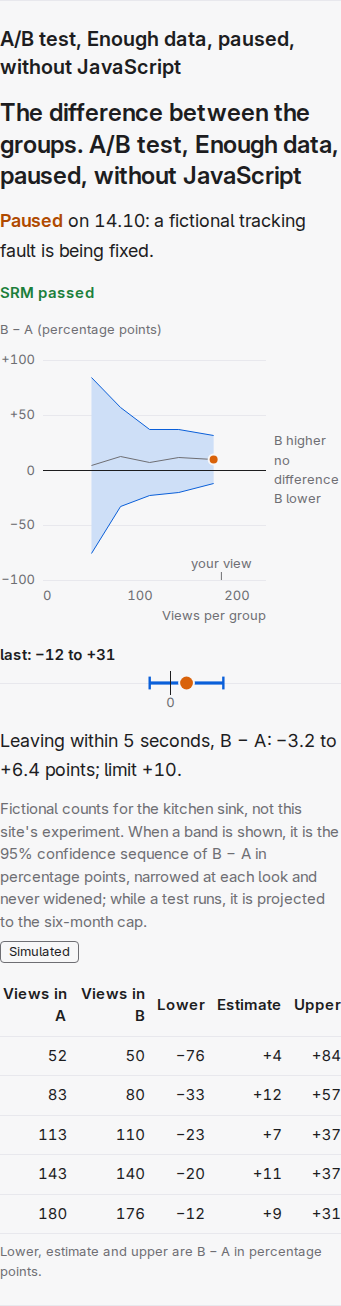 A/B test, Enough data, paused,
without JavaScript
The difference between the
groups. A/B test, Enough data,
paused, without JavaScript
Paused on 14.10: a fictional tracking
fault is being fixed.
SRM passed
B − A (percentage points)
+100
+50
0
−50
−100
B higher
no
difference
B lower
your view
0 100 200
Views per group
last: −12 to +31
0
Leaving within 5 seconds, B − A: −3.2 to
+6.4 points; limit +10.
Fictional counts for the kitchen sink, not this
site's experiment. When a band is shown, it is the
95% confidence sequence of B − A in
percentage points, narrowed at each look and
never widened; while a test runs, it is projected
to the six-month cap.
Simulated
Views in A Views in B Lower Estimate Upper
52 50 −76 +4 +84
83 80 −33 +12 +57
113 110 −23 +7 +37
143 140 −20 +11 +37
180 176 −12 +9 +31
Lower, estimate and upper are B − A in percentage
points.